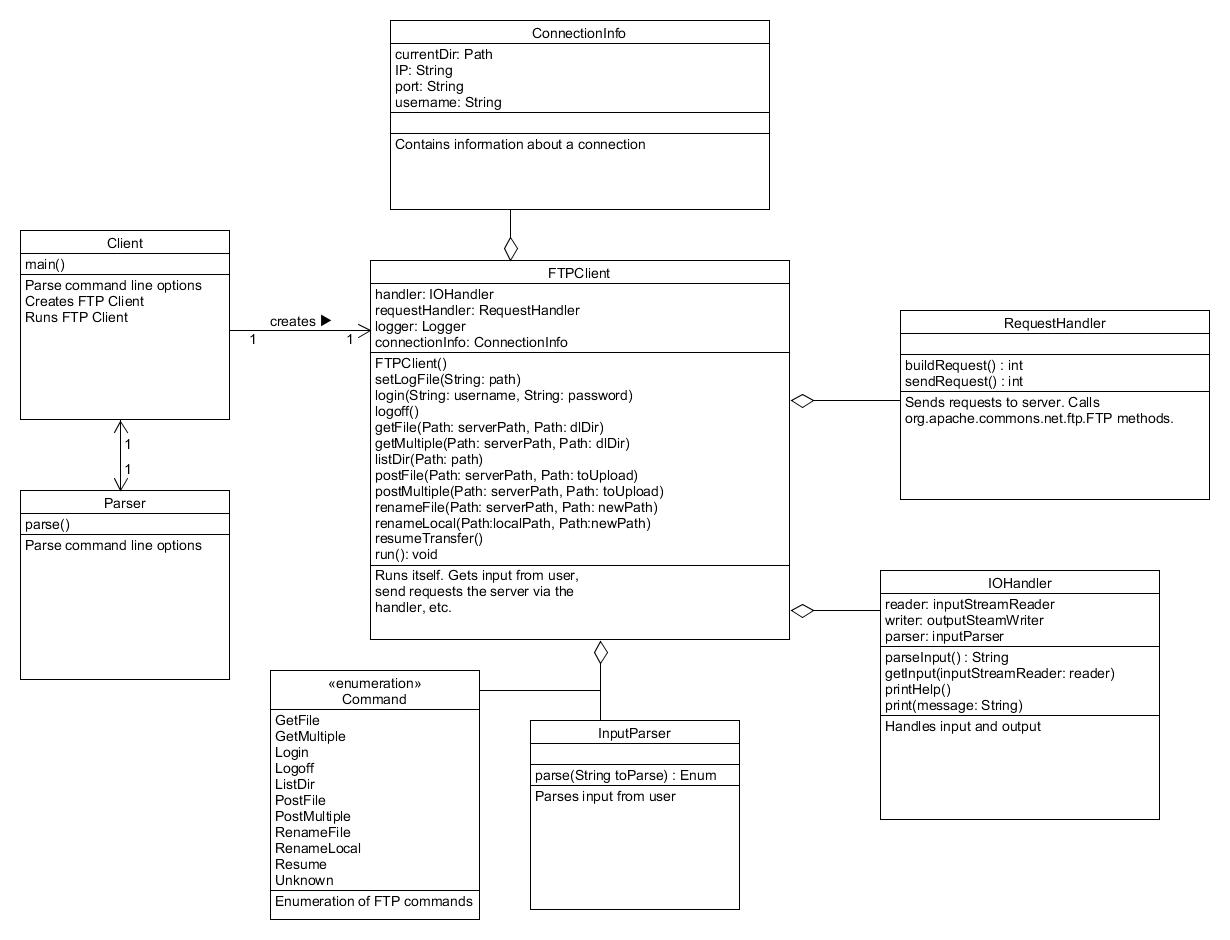 ConnectionInfo
currentDir: Path
IP: String
port: String
username: String
Contains information about a connection
Client
main()
Parse command line options
Creates FTP Client
Runs FTP Client
creates ▶
1
1
1
1
Parser
parse()
Parse command line options
FTPClient
handler: IOHandler
requestHandler: RequestHandler
logger: Logger
connectionInfo: ConnectionInfo
FTPClient()
setLogFile(String: path)
login(String: username, String: password)
logoff()
getFile(Path: serverPath, Path: dlDir)
getMultiple(Path: serverPath, Path: dlDir)
listDir(Path: path)
postFile(Path: serverPath, Path: toUpload)
postMultiple(Path: serverPath, Path: toUpload)
renameFile(Path: serverPath, Path: newPath)
renameLocal(Path:localPath, Path:newPath)
resumeTransfer()
run(): void
Runs itself. Gets input from user,
send requests the server via the
handler, etc.
RequestHandler
buildRequest() : int
sendRequest() : int
Sends requests to server. Calls
org.apache.commons.net.ftp.FTP methods.
IOHandler
reader: inputStreamReader
writer: outputSteamWriter
parser: inputParser
parseInput() : String
getInput(inputStreamReader: reader)
printHelp()
print(message: String)
Handles input and output
«enumeration»
Command
GetFile
GetMultiple
Login
Logoff
ListDir
PostFile
PostMultiple
RenameFile
RenameLocal
Resume
Unknown
Enumeration of FTP commands
InputParser
parse(String toParse) : Enum
Parses input from user